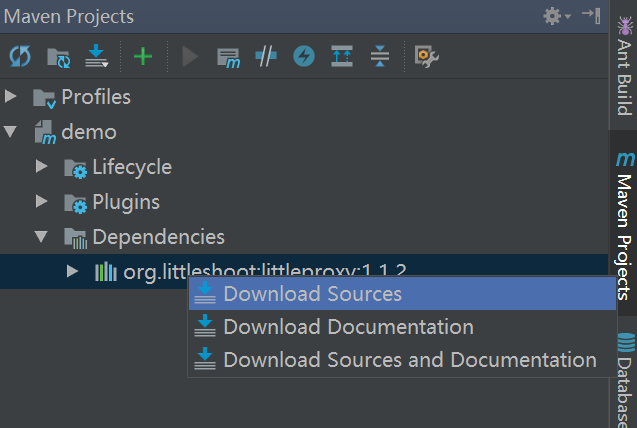 Maven Projects
Profiles
demo
Lifecycle
Plugins
Dependencies
org.littleshoot:littleproxy:1.1.2
Download Sources
Download Documentation
Download Sources and Documentation
Ant Build
Maven Projects
Database